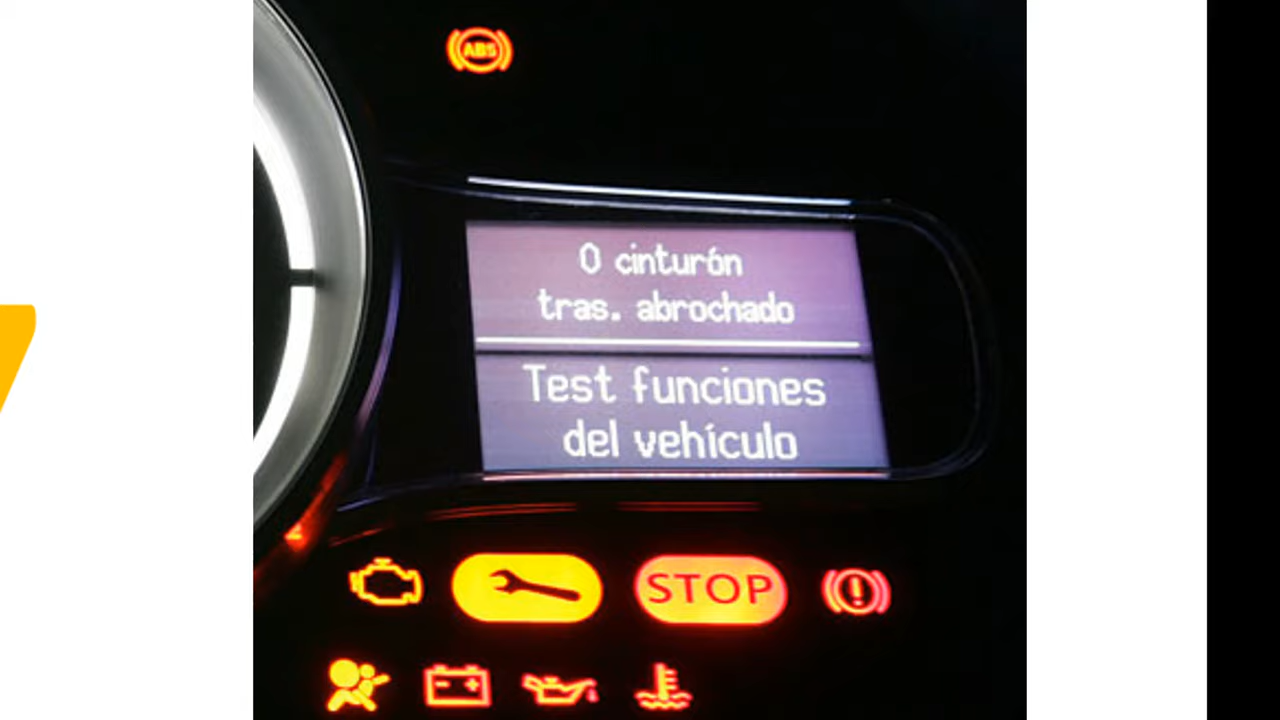 ABS
0 cinturón
tras. abrochado
Test funciones
del vehículo
STOP